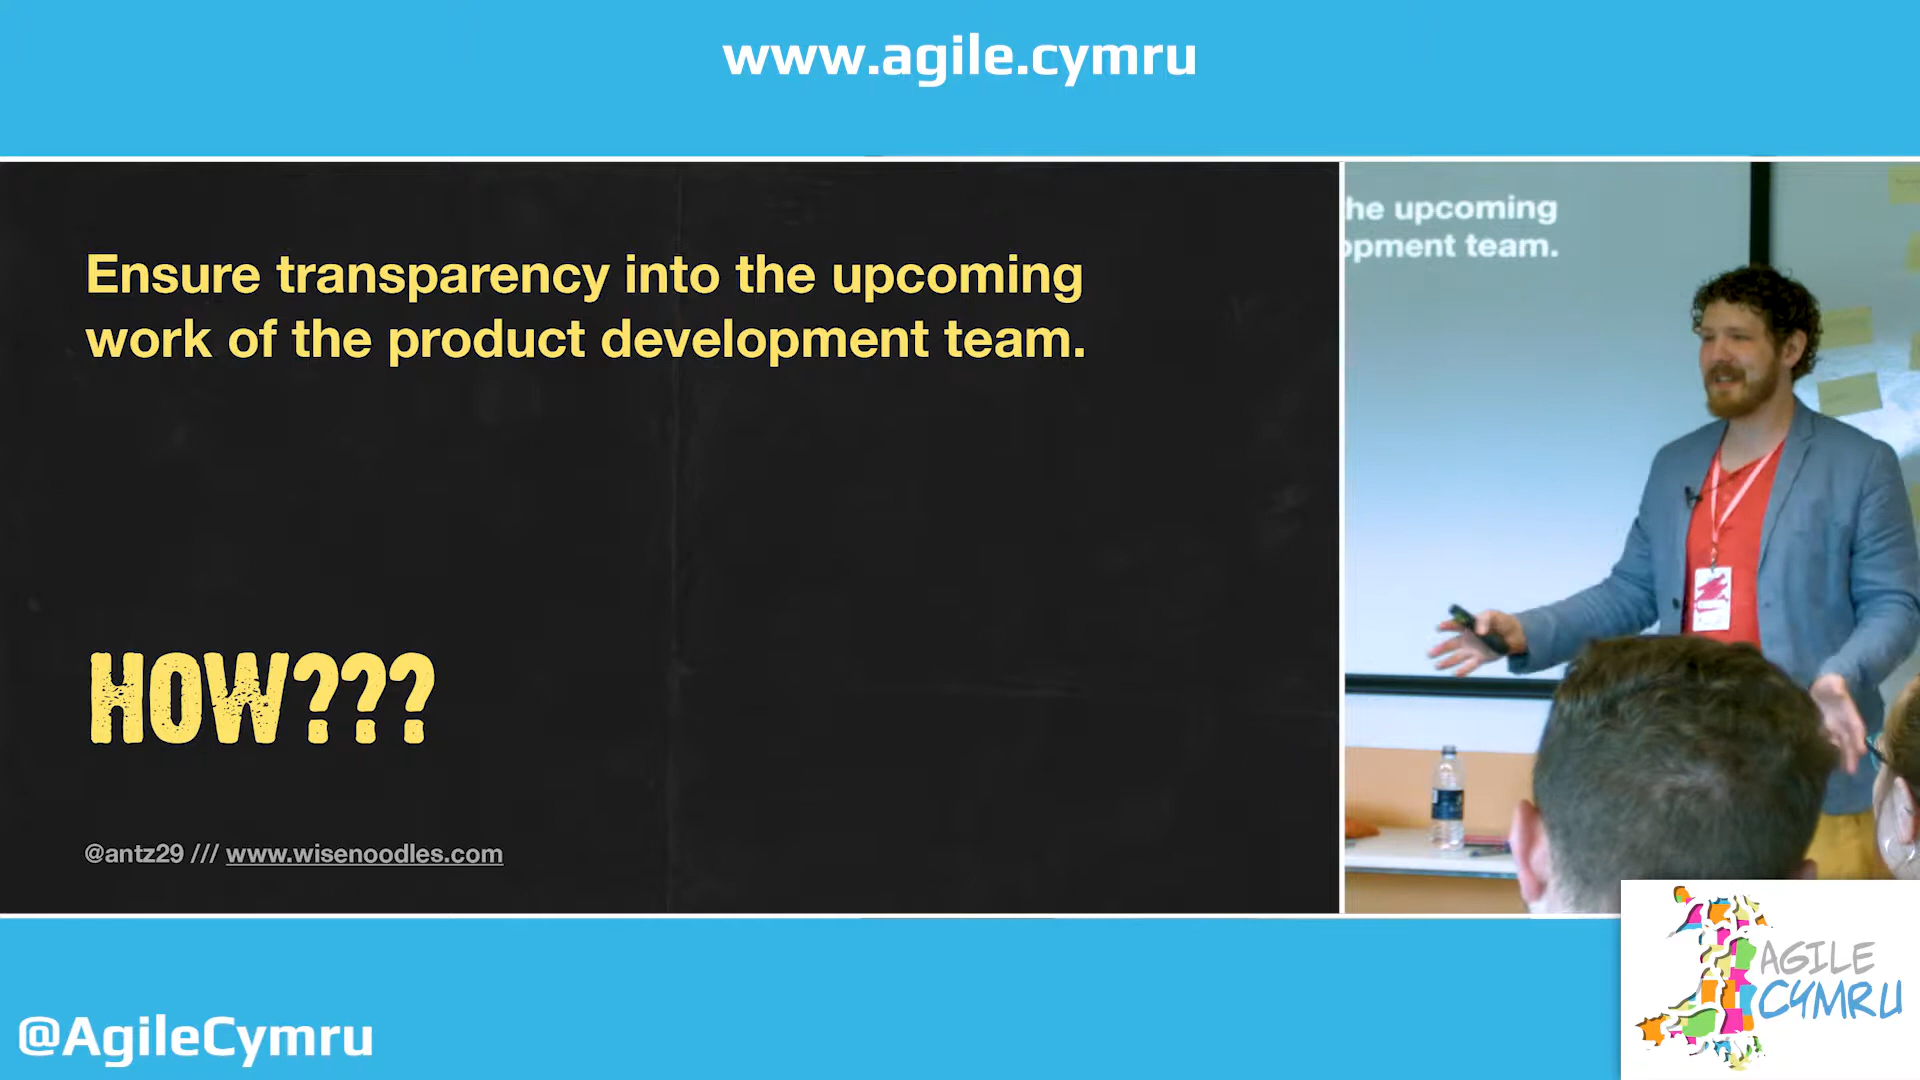 www.agile.cymru
Ensure transparency into the upcoming
work of the product development team.
HOW???
@antz29 /// www.wisenoodles.com
he upcoming
opment team.
@AgileCymru
AGILE
CYMRU